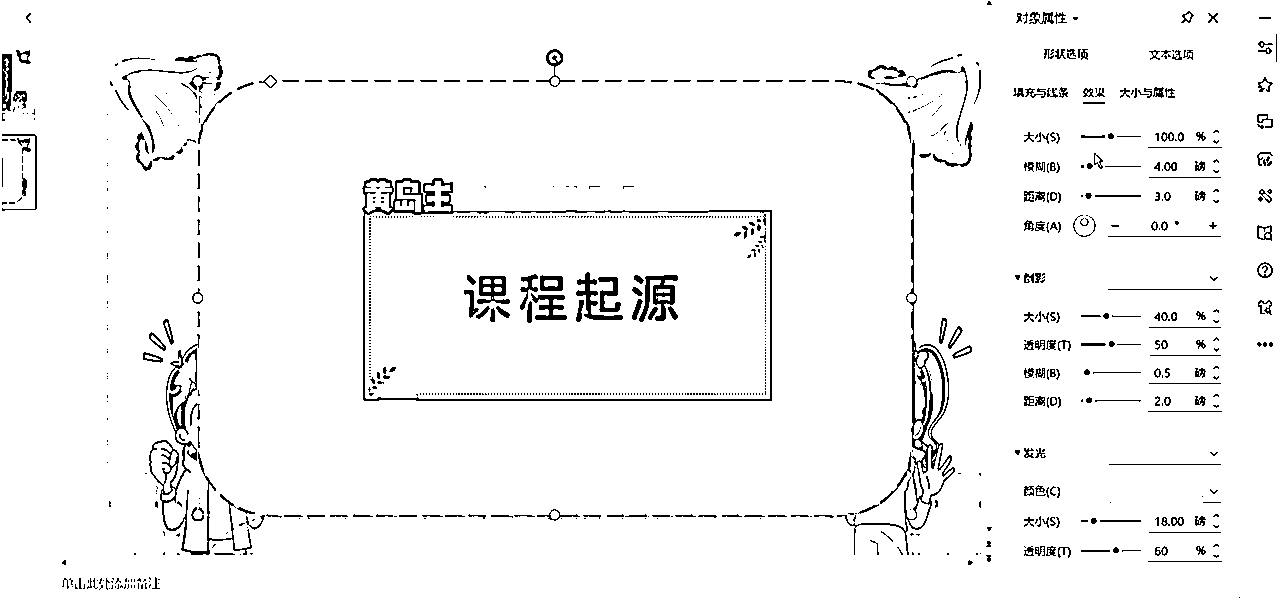 对象属性
形状选项 文本选项
填充与线条 效果 大小与属性
大小(S) 100.0 %
模糊(B) 4.00 磅
距离(D) 3.0 磅
角度(A) − 0.0 ° +
黄岛主
课程起源
倒影
大小(S) 40.0 %
透明度(T) 50 %
模糊(B) 0.5 磅
距离(D) 2.0 磅
发光
颜色(C)
大小(S) 18.00 磅
透明度(T) 60 %
单击此处添加备注